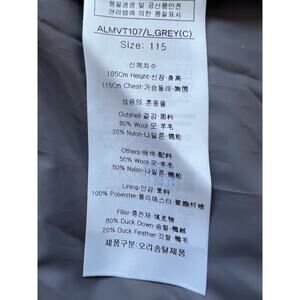 품질경영 및 공산품안전
관리법에 의한 품질표시
ALMVT107/L.GREY(C)
Size: 115
신체치수
185Cm Height·신장·身高
115Cm Chest·가슴둘레·胸围
섬유의 혼용율
Outshell·겉감·面料
80% Wool·모·羊毛
20% Nylon·나일론·锦纶
Others·배색·配料
50% Wool·모·羊毛
50% Nylon·나일론·锦纶
Lining·안감·里料
100% Polyester·폴리에스터·聚酯纤维
Filler·충전재·填充物
80% Duck Down·솜털·鸭绒
20% Duck Feather·깃털·鸭毛
제품구분:오리솜털제품